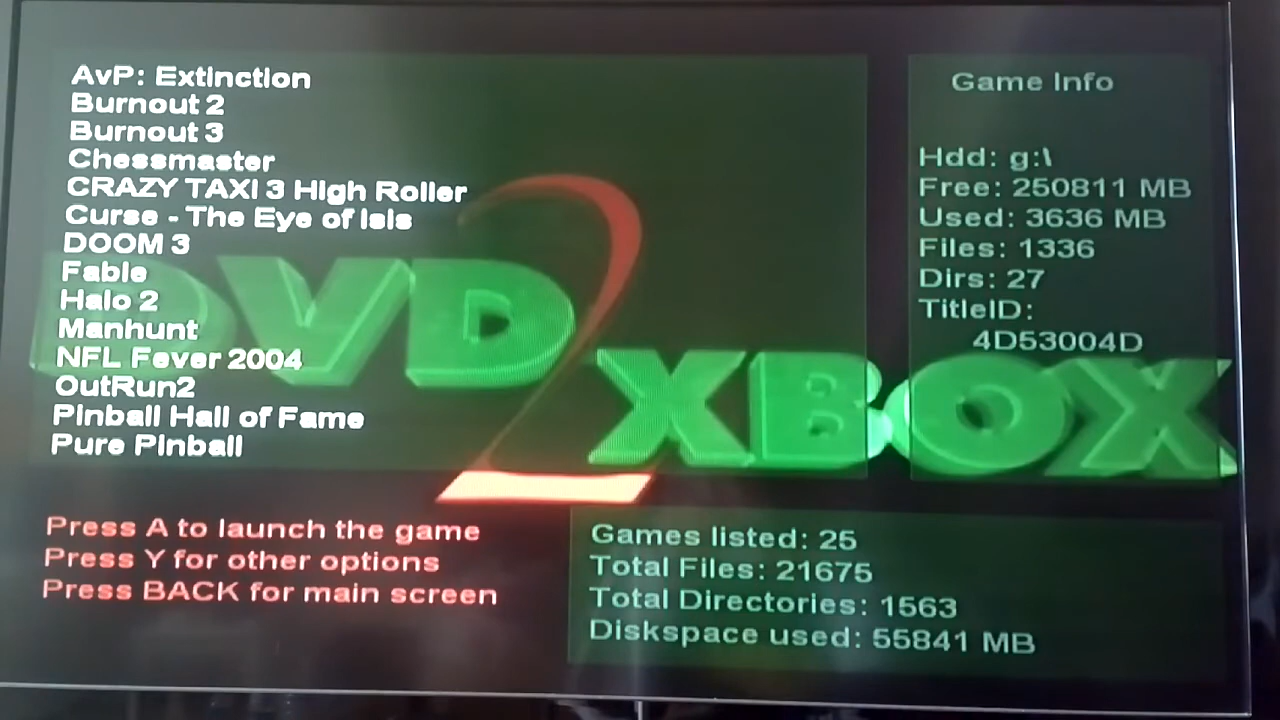 AvP: Extinction
Burnout 2
Burnout 3
Chessmaster
CRAZY TAXI 3 High Roller
Curse - The Eye of Isis
DOOM 3
Fable
Halo 2
Manhunt
NFL Fever 2004
OutRun2
Pinball Hall of Fame
Pure Pinball
DVD
2
XBOX
Game Info
Hdd: g:\
Free: 250811 MB
Used: 3636 MB
Files: 1336
Dirs: 27
TitleID:
4D53004D
Press A to launch the game
Press Y for other options
Press BACK for main screen
Games listed: 25
Total Files: 21675
Total Directories: 1563
Diskspace used: 55841 MB